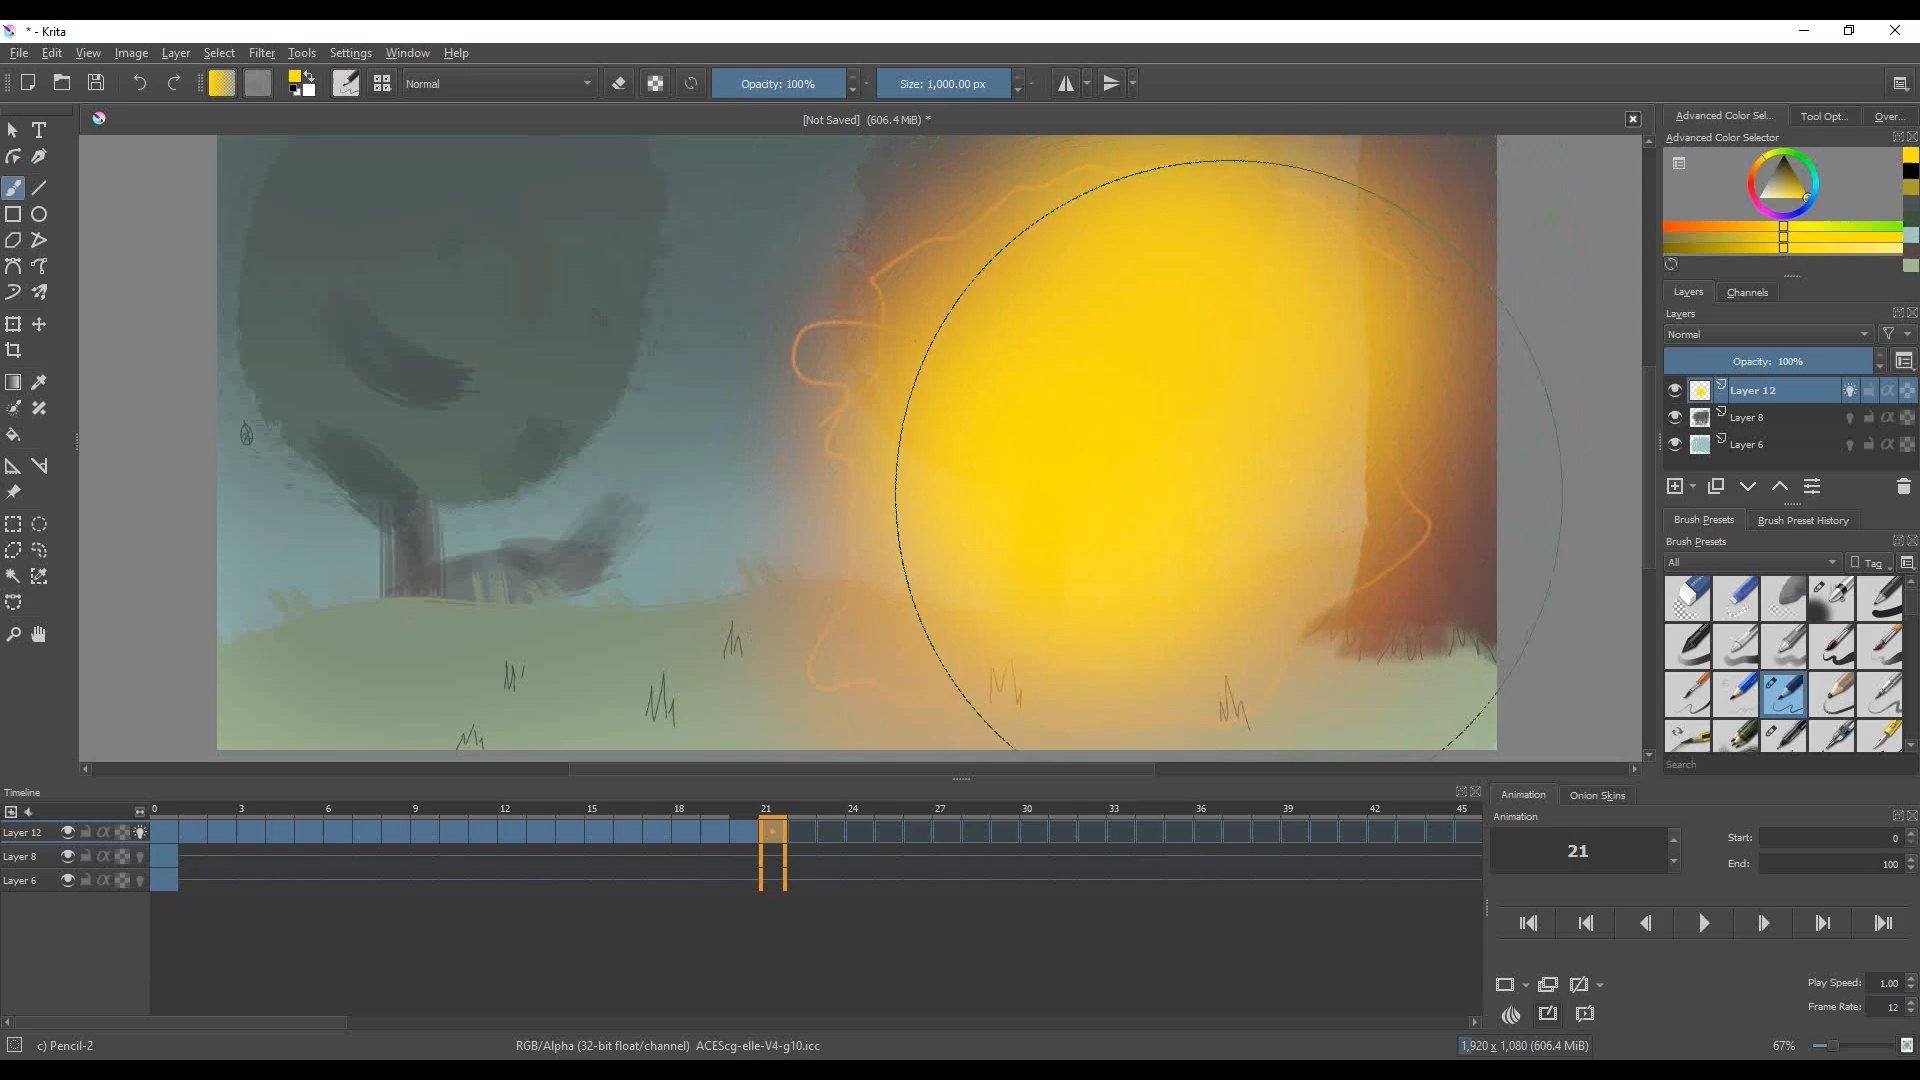 * - Krita
File Edit View Image Layer Select Filter Tools Settings Window Help
Normal Opacity: 100% Size: 1,000.00 px
[Not Saved] (606.4 MiB) *
Advanced Color Sel... Tool Opt... Over...
Advanced Color Selector
Layers Channels
Layers
Normal
Opacity: 100%
Layer 12
Layer 8
Layer 6
Brush Presets Brush Preset History
Brush Presets
All Tag
Search
Timeline
0 3 6 9 12 15 18 21 24 27 30 33 36 39 42 45
Layer 12
Layer 8
Layer 6
Animation Onion Skins
Animation
21
Start: 0
End: 100
Play Speed: 1.00
Frame Rate: 12
c) Pencil-2
RGB/Alpha (32-bit float/channel) ACEScg-elle-V4-g10.icc
1,920 x 1,080 (606.4 MiB)
67%